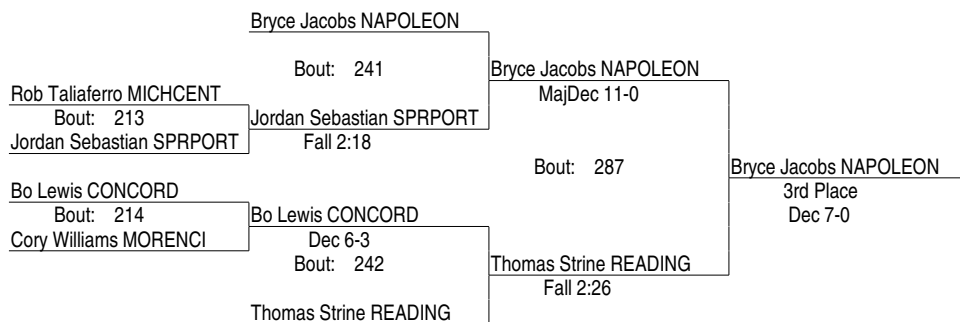 Bryce Jacobs NAPOLEON
Bout: 241
Bryce Jacobs NAPOLEON
Rob Taliaferro MICHCENT
MajDec 11-0
Bout: 213
Jordan Sebastian SPRPORT
Jordan Sebastian SPRPORT
Fall 2:18
Bout: 287
Bryce Jacobs NAPOLEON
Bo Lewis CONCORD
3rd Place
Bout: 214
Bo Lewis CONCORD
Dec 7-0
Cory Williams MORENCI
Dec 6-3
Bout: 242
Thomas Strine READING
Fall 2:26
Thomas Strine READING